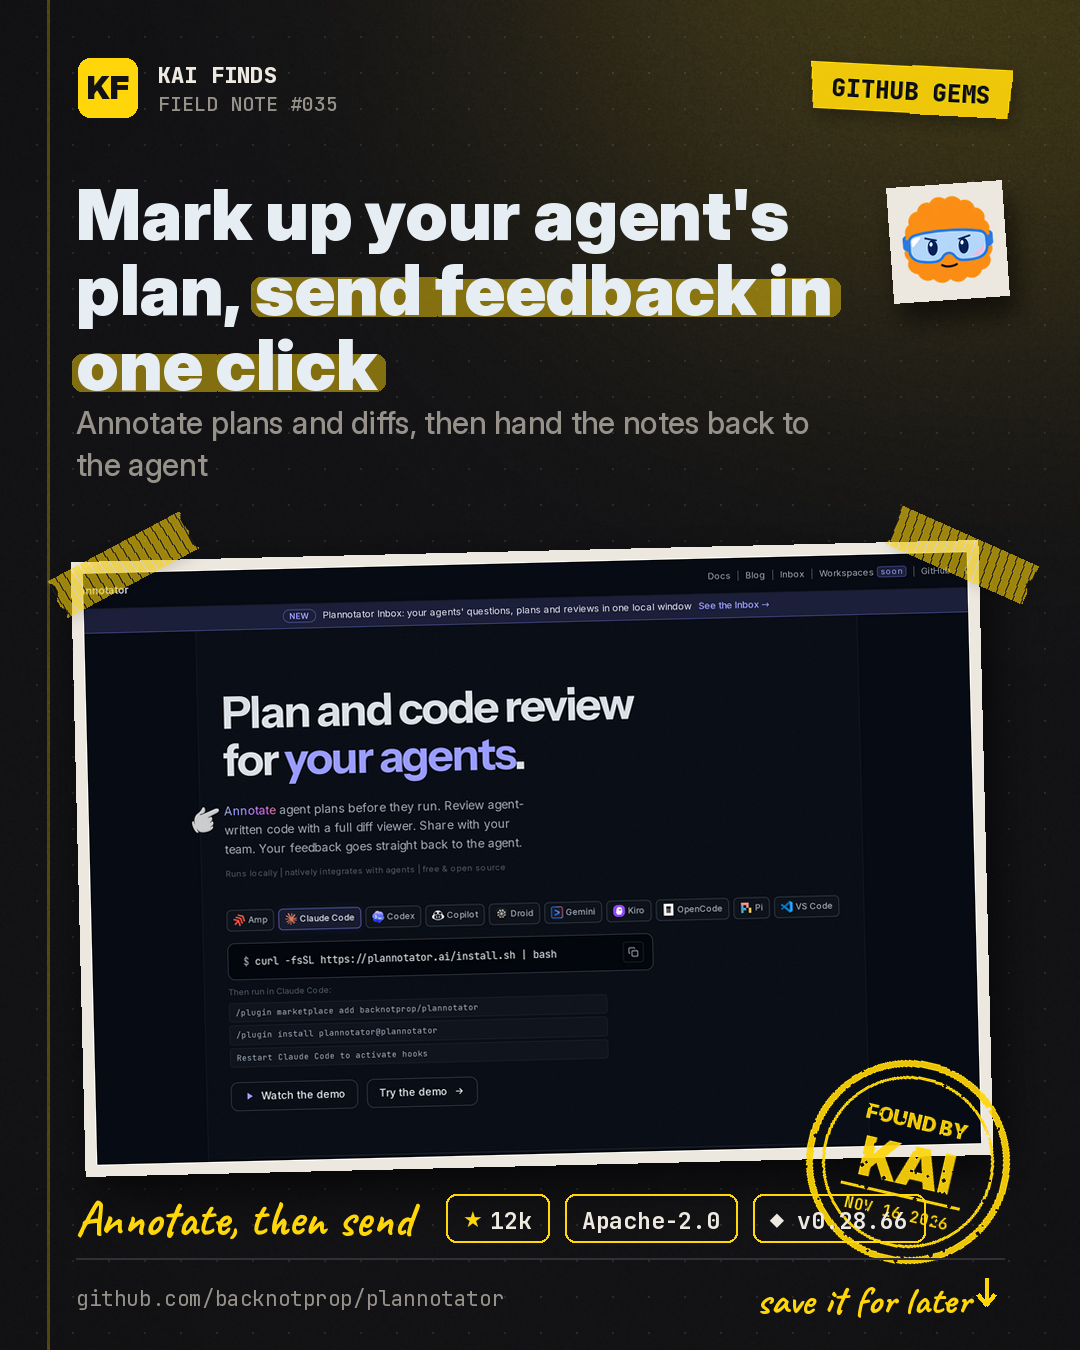 KF
KAI FINDS
FIELD NOTE #035
GITHUB GEMS
Mark up your agent's
plan, send feedback in
one click
Annotate plans and diffs, then hand the notes back to
the agent
nnotator
Docs | Blog | Inbox | Workspaces soon | GitHub
NEW Plannotator Inbox: your agents' questions, plans and reviews in one local window See the Inbox →
Plan and code review
for your agents.
Annotate agent plans before they run. Review agent-
written code with a full diff viewer. Share with your
team. Your feedback goes straight back to the agent.
Runs locally | natively integrates with agents | free & open source
Amp Claude Code Codex Copilot Droid Gemini Kiro OpenCode Pi VS Code
$ curl -fsSL https://plannotator.ai/install.sh | bash
Then run in Claude Code:
/plugin marketplace add backnotprop/plannotator
/plugin install plannotator@plannotator
Restart Claude Code to activate hooks
▶ Watch the demo Try the demo →
FOUND BY
KAI
NOV 16 2026
Annotate, then send
★ 12k
Apache-2.0
◆ v0.28.66
github.com/backnotprop/plannotator
save it for later↓